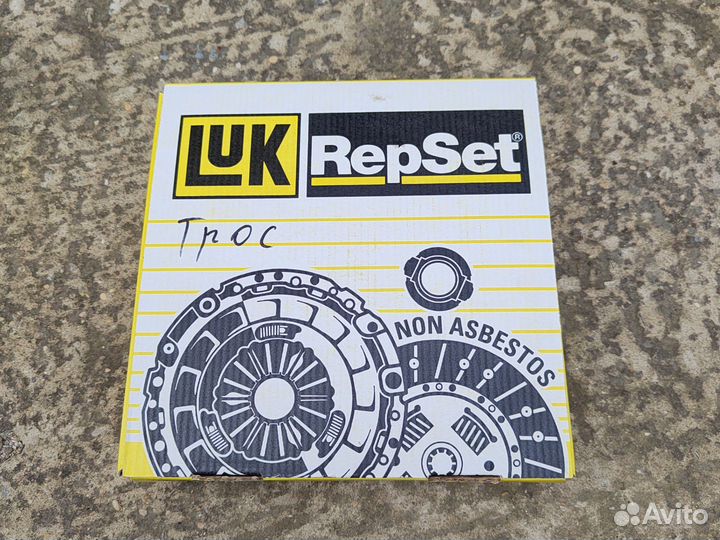 LUK
RepSet®
Трос
NON ASBESTOS
Avito